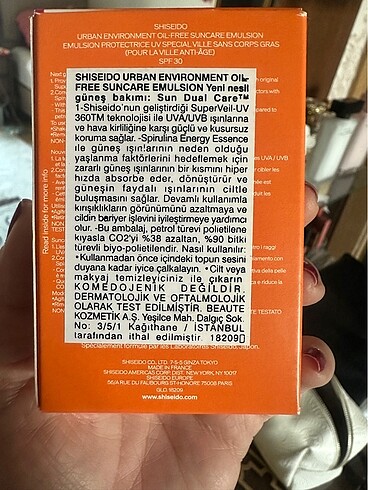 SHISEIDO
URBAN ENVIRONMENT OIL-FREE SUNCARE EMULSION
EMULSION PROTECTRICE UV SPECIAL VILLE SANS CORPS GRAS
(POUR LA VILLE ANTI-ÂGE)
SPF 30
SHISEIDO URBAN ENVIRONMENT OIL-
FREE SUNCARE EMULSION Yeni nesil
güneş bakımı: Sun Dual Care™
1-Shiseido'nun geliştirdiği SuperVeil-UV
360TM teknolojisi ile UVA/UVB ışınlarına
ve hava kirliliğine karşı güçlü ve kusursuz
koruma sağlar. -Spirulina Energy Essence
ile güneş ışınlarının neden olduğu
yaşlanma faktörlerini hedeflemek için
zararlı güneş ışınlarının bir kısmını hiper
hızda absorbe eder, dönüştürür ve
güneşin faydalı ışınlarının ciltle
buluşmasını sağlar. Devamlı kullanımla
kırışıklıkların görünümünü azaltmaya ve
cildin bariyer işlevini iyileştirmeye yardımcı
olur. -Bu ambalaj, petrol türevi polietilene
kıyasla CO2'yi %38 azaltan, %90 bitki
türevli biyo-polietilendir. Nasıl kullanılır:
•Kullanmadan önce içindeki topun sesini
duyana kadar iyice çalkalayın. •Cilt veya
makyaj temizleyiciniz ile çıkarın.
KOMEDOJENİK DEĞİLDİR.
DERMATOLOJİK VE OFTALMOLOJİK
OLARAK TEST EDİLMİŞTİR. BEAUTE
KOZMETİK A.Ş. Yeşilce Mah. Dalgıç Sok.
No: 3/5/1 Kağıthane / İSTANBUL
tarafından ithal edilmiştir. 18209
Read inside for more info
SHISEIDO CO., LTD. 7-5-5 GINZA TOKYO
MADE IN FRANCE
SHISEIDO AMERICAS CORP. DIST. NEW YORK, NY 10017
SHISEIDO EUROPE
56/A RUE DU FAUBOURG ST-HONORE 75008 PARIS
GLD. 18209
www.shiseido.com